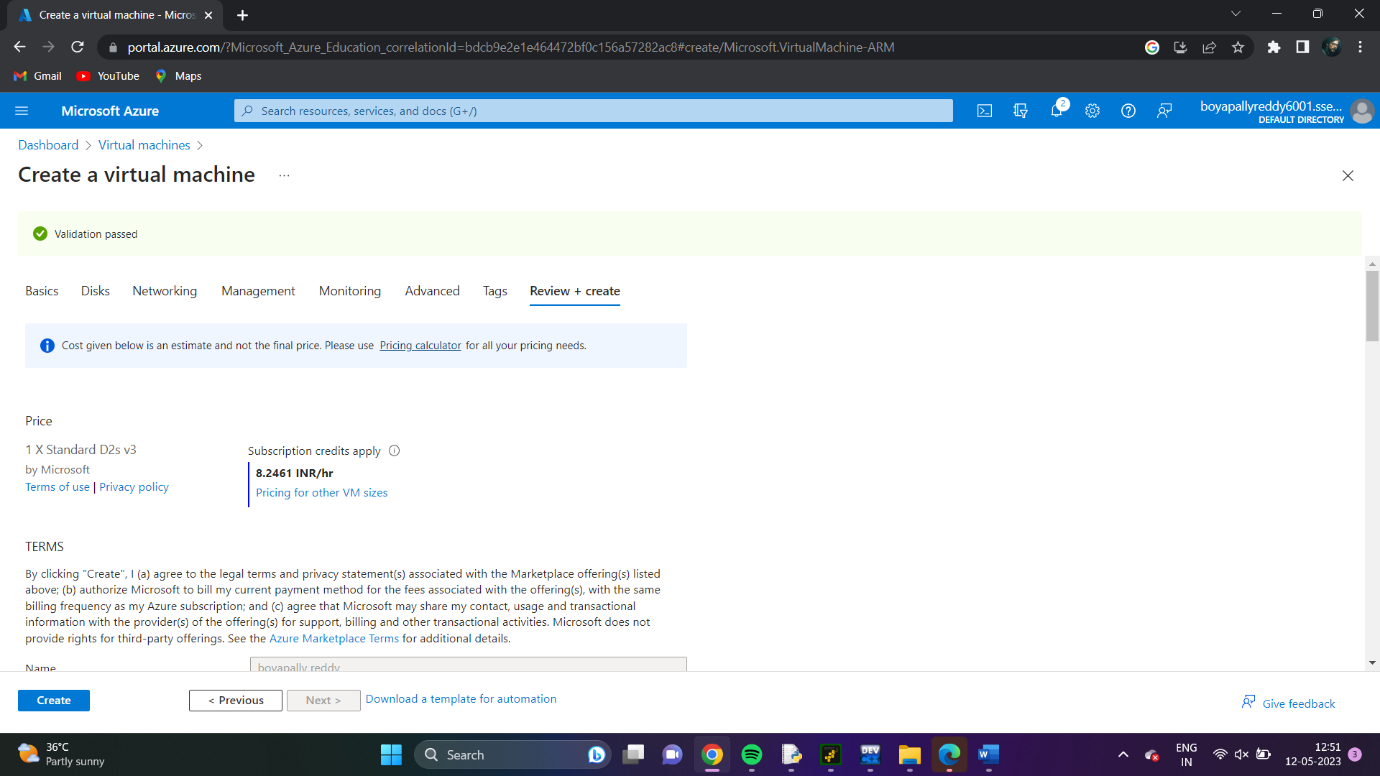 Create a virtual machine - Micros
portal.azure.com/?Microsoft_Azure_Education_correlationId=bdcb9e2e1e464472bf0c156a57282ac8#create/Microsoft.VirtualMachine-ARM
Gmail YouTube Maps
Microsoft Azure
Search resources, services, and docs (G+/)
2
boyapallyreddy6001.sse...
DEFAULT DIRECTORY
Dashboard > Virtual machines >
Create a virtual machine ...
Validation passed
Basics Disks Networking Management Monitoring Advanced Tags Review + create
Cost given below is an estimate and not the final price. Please use Pricing calculator for all your pricing needs.
Price
1 X Standard D2s v3
by Microsoft
Terms of use | Privacy policy
Subscription credits apply
8.2461 INR/hr
Pricing for other VM sizes
TERMS
By clicking "Create", I (a) agree to the legal terms and privacy statement(s) associated with the Marketplace offering(s) listed
above; (b) authorize Microsoft to bill my current payment method for the fees associated with the offering(s), with the same
billing frequency as my Azure subscription; and (c) agree that Microsoft may share my contact, usage and transactional
information with the provider(s) of the offering(s) for support, billing and other transactional activities. Microsoft does not
provide rights for third-party offerings. See the Azure Marketplace Terms for additional details.
Name boyapally reddy
Create < Previous Next > Download a template for automation Give feedback
36°C
Partly sunny
Search
DEV
ENG
IN
12:51
12-05-2023
3